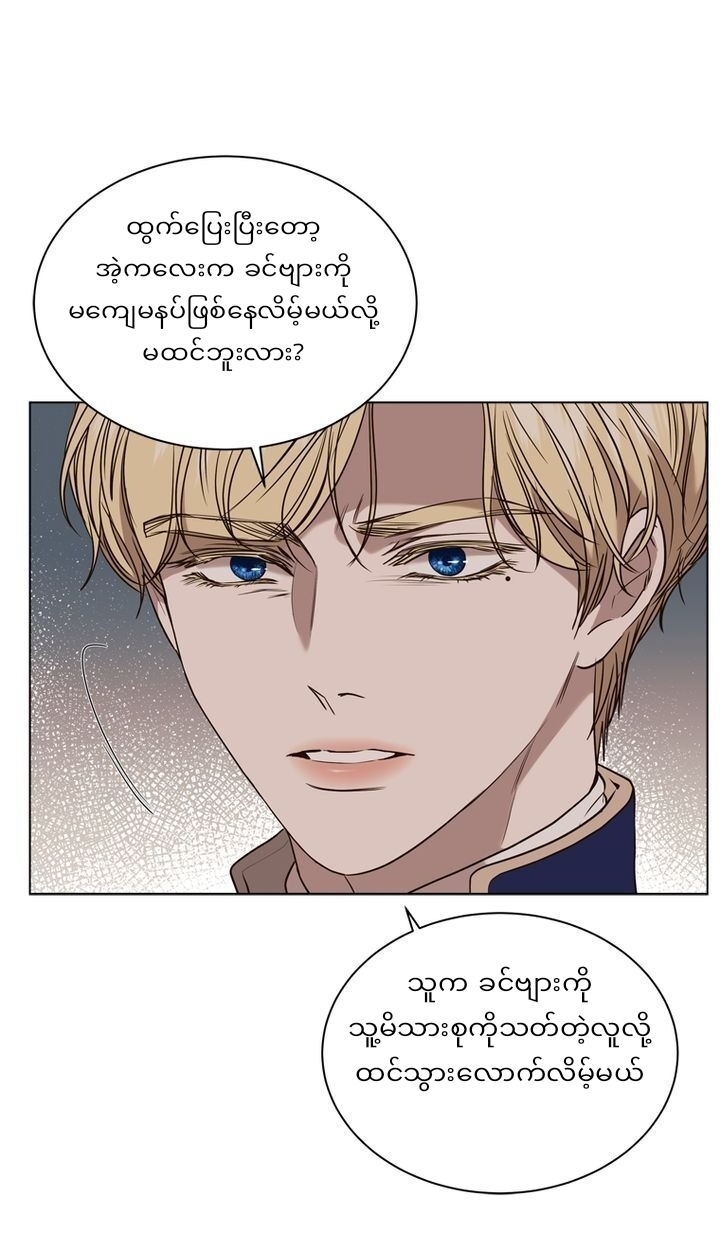 ထွက်ပြေးပြီးတော့
အဲ့ကလေးက ခင်ဗျားကို
မကျေမနပ်ဖြစ်နေလိမ့်မယ်လို့
မထင်ဘူးလား?
သူက ခင်ဗျားကို
သူ့မိသားစုကိုသတ်တဲ့လူလို့
ထင်သွားလောက်လိမ့်မယ်